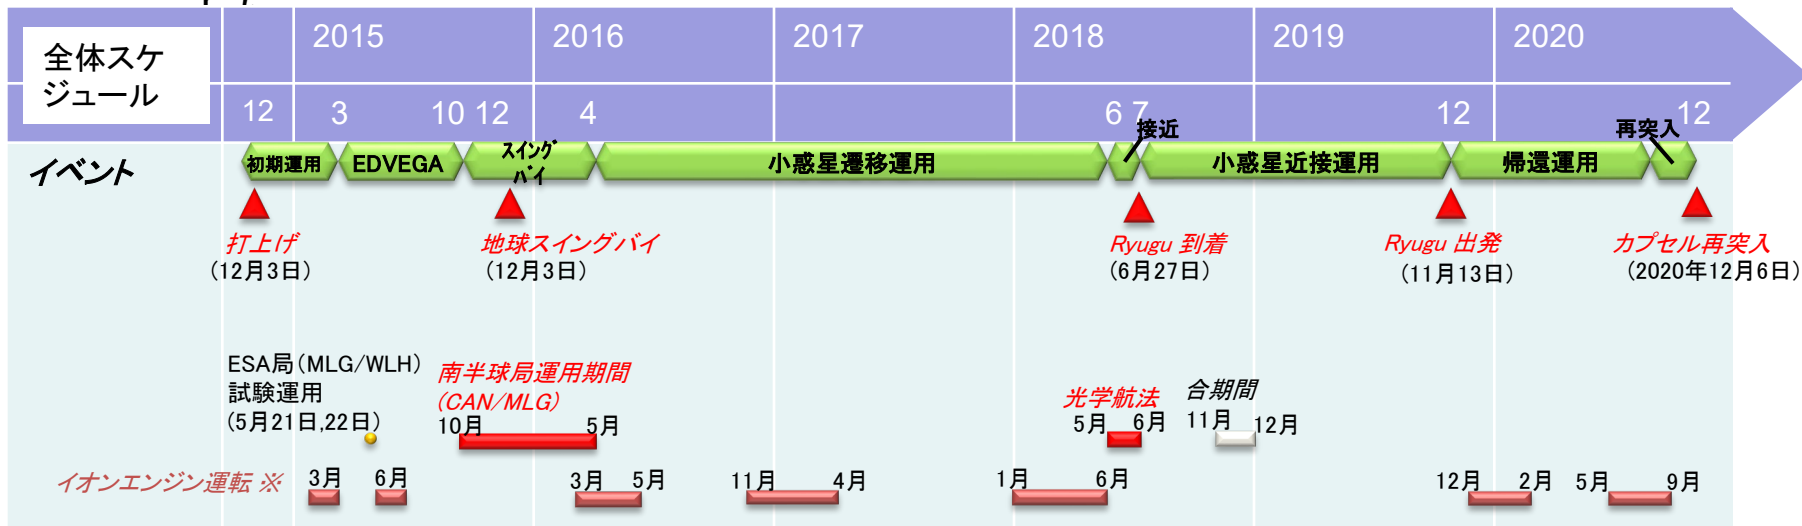 全体スケ
ジュール
2015 2016 2017 2018 2019 2020
12 3 10 12 4 6 7 12 12
接近 再突入
イベント
初期運用 EDVEGA スイング
バイ 小惑星遷移運用 小惑星近接運用 帰還運用
打上げ
(12月3日)
地球スイングバイ
(12月3日)
Ryugu 到着
(6月27日)
Ryugu 出発
(11月13日)
カプセル再突入
(2020年12月6日)
ESA局(MLG/WLH)
試験運用
(5月21日,22日)
南半球局運用期間
(CAN/MLG)
10月 5月
光学航法
5月 6月
合期間
11月 12月
イオンエンジン運転 ※
3月 6月 3月 5月 11月 4月 1月 6月 12月 2月 5月 9月